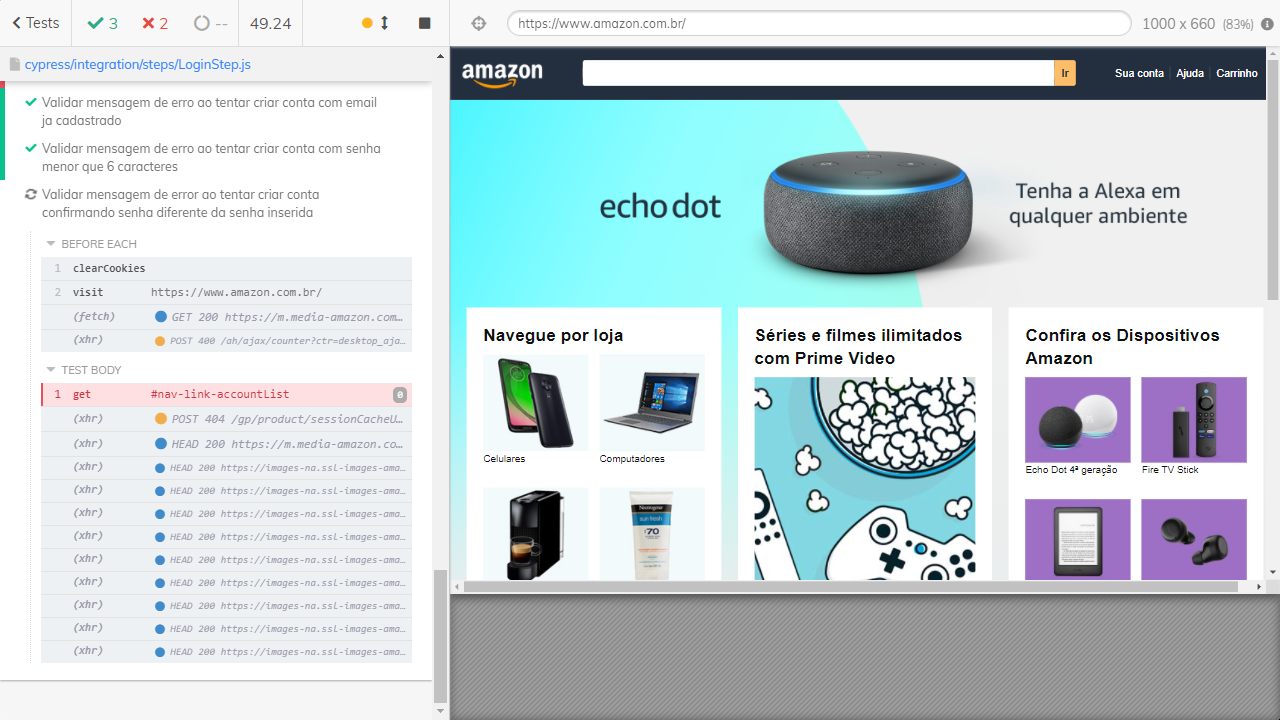 Tests
3
2
--
49.24
https://www.amazon.com.br/
1000 x 660 (83%)
cypress/integration/steps/LoginStep.js
Validar mensagem de erro ao tentar criar conta com email
ja cadastrado
Validar mensagem de erro ao tentar criar conta com senha
menor que 6 caracteres
Validar mensagem de error ao tentar criar conta
confirmando senha diferente da senha inserida
BEFORE EACH
1 clearCookies
2 visit https://www.amazon.com.br/
(fetch) GET 200 https://m.media-amazon.com…
(xhr) POST 400 /ah/ajax/counter?ctr=desktop_aja…
TEST BODY
1 get #nav-link-accountList 0
(xhr) POST 404 /gp/product/sessionCacheU…
(xhr) HEAD 200 https://m.media-amazon.co…
(xhr) HEAD 200 https://images-na.ssl-images-ama…
(xhr) HEAD 200 https://images-na.ssl-images-ama…
(xhr) HEAD 200 https://images-na.ssl-images-ama…
(xhr) HEAD 200 https://images-na.ssl-images-ama…
(xhr) HEAD 200 https://images-na.ssl-images-ama…
(xhr) HEAD 200 https://images-na.ssl-images-ama…
(xhr) HEAD 200 https://images-na.ssl-images-ama…
(xhr) HEAD 200 https://images-na.ssl-images-ama…
(xhr) HEAD 200 https://images-na.ssl-images-ama…
amazon
Ir
Sua conta
Ajuda
Carrinho
echo dot
Tenha a Alexa em
qualquer ambiente
Navegue por loja
Celulares
Computadores
Neutrogena
sun fresh
70
Séries e filmes ilimitados
com Prime Video
Confira os Dispositivos
Amazon
Echo Dot 4ª geração
Fire TV Stick